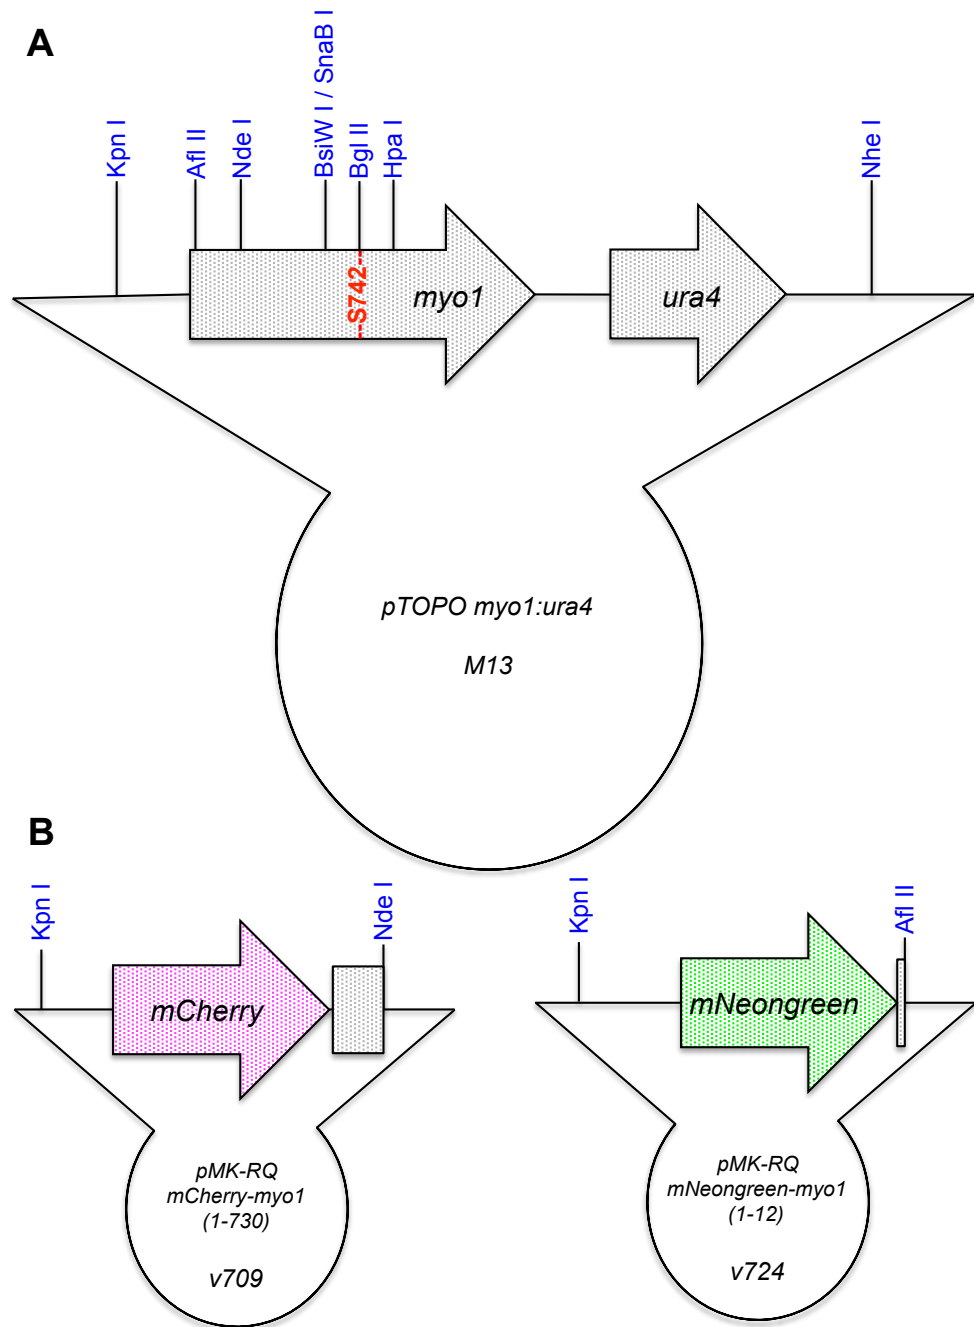 A
Kpn I
Afl II
Nde I
BsiW I / SnaB I
Bgl II
Hpa I
Nhe I
S742
myo1
ura4
pTOPO myo1:ura4
M13
B
Kpn I
Nde I
mCherry
pMK-RQ
mCherry-myo1
(1-730)
v709
Kpn I
Afl II
mNeongreen
pMK-RQ
mNeongreen-myo1
(1-12)
v724